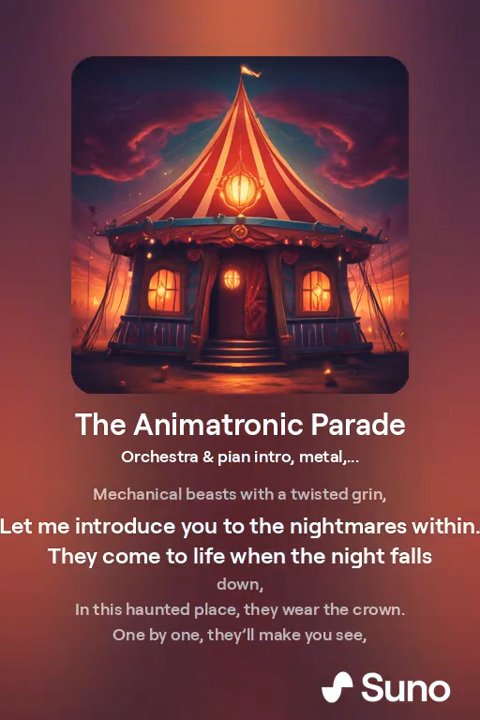 The Animatronic Parade
Orchestra & pian intro, metal,...
Mechanical beasts with a twisted grin,
Let me introduce you to the nightmares within.
They come to life when the night falls
down,
In this haunted place, they wear the crown.
One by one, they'll make you see,
Suno